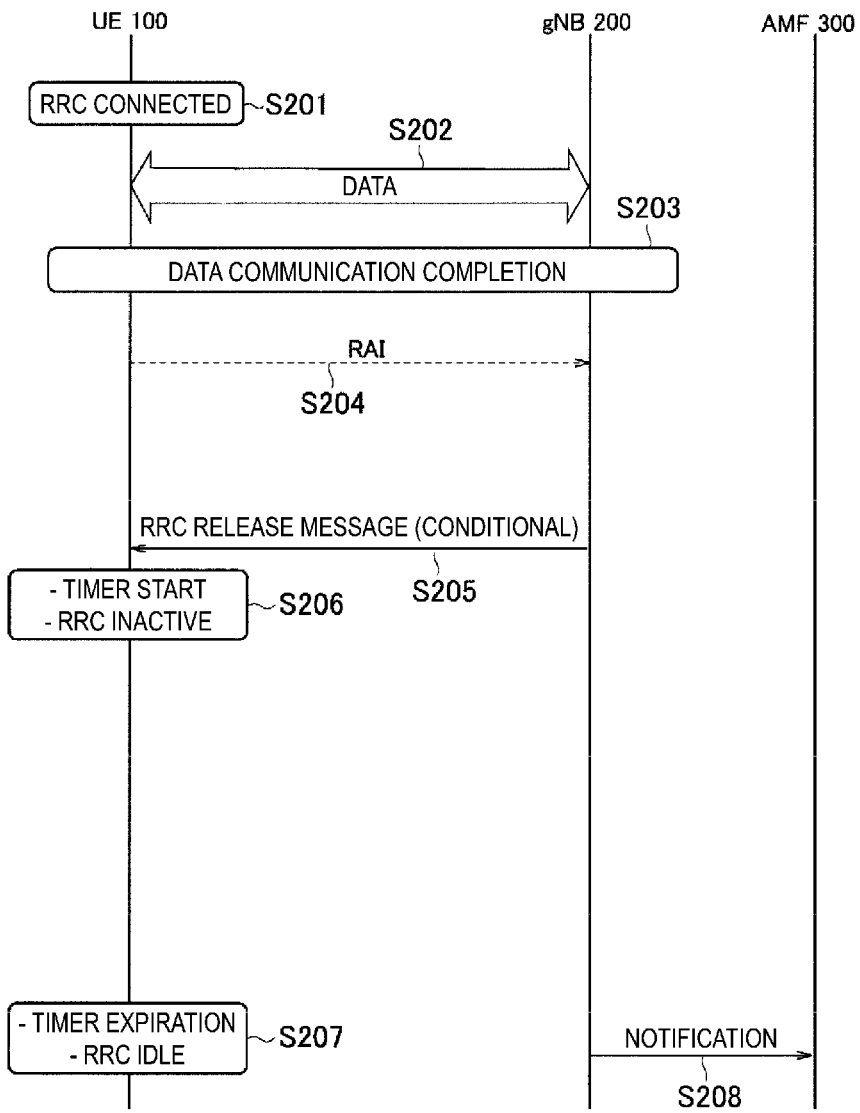 UE 100
gNB 200
AMF 300
RRC CONNECTED
S201
S202
DATA
S203
DATA COMMUNICATION COMPLETION
RAI
S204
RRC RELEASE MESSAGE (CONDITIONAL)
S205
- TIMER START
- RRC INACTIVE
S206
- TIMER EXPIRATION
- RRC IDLE
S207
NOTIFICATION
S208